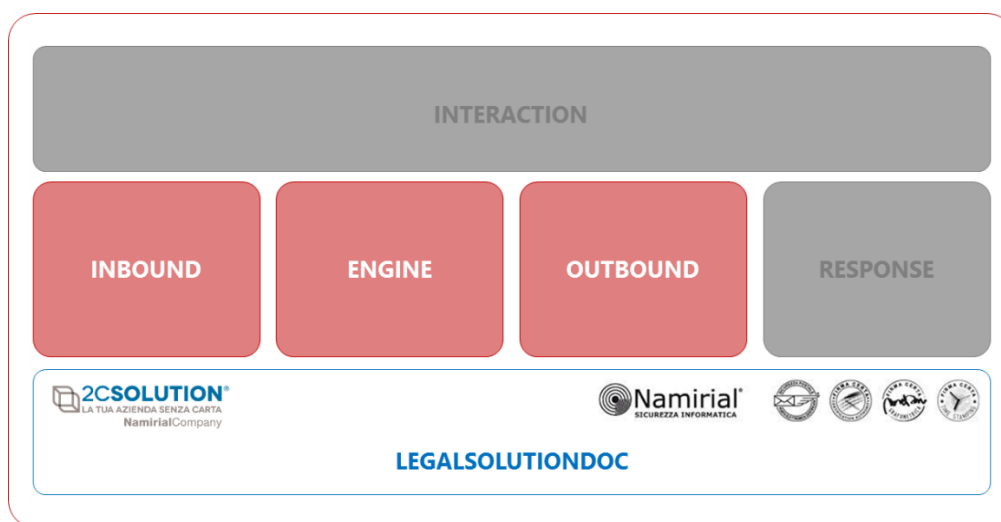 INTERACTION
INBOUND
ENGINE
OUTBOUND
RESPONSE
2CSOLUTION®
LA TUA AZIENDA SENZA CARTA
NamirialCompany
Namirial®
SICUREZZA INFORMATICA
LEGALSOLUTIONDOC